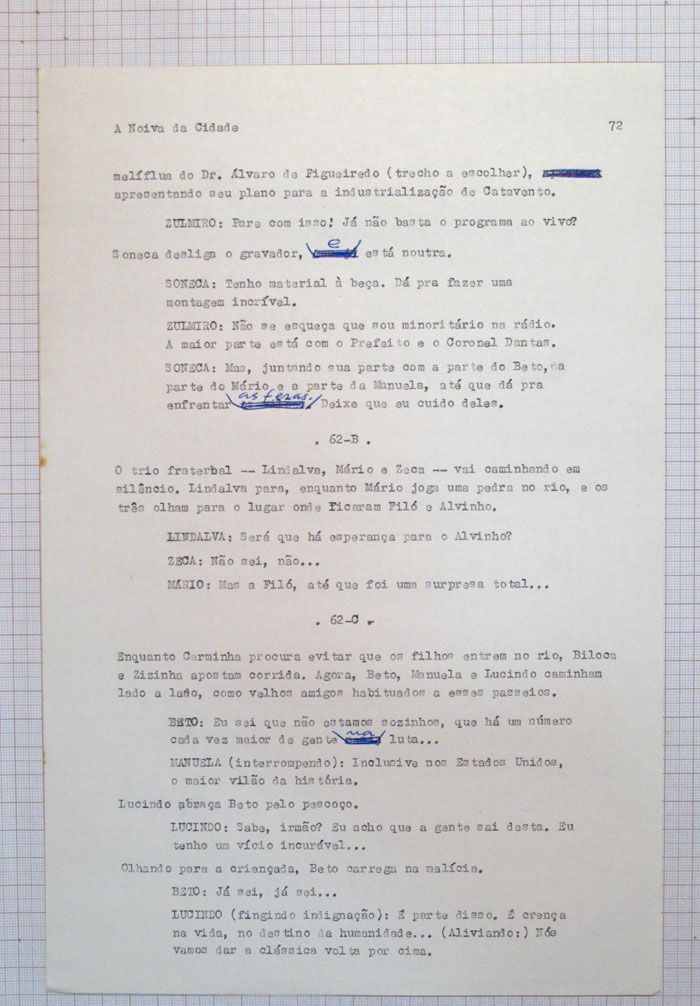 A Noiva da Cidade 72
melíflua do Dr. Álvaro de Figueiredo (trecho a escolher),
apresentando seu plano para a industrialização de Catavento.
ZULMIRO: Pare com isso! Já não basta o programa ao vivo?
Soneca desliga o gravador, e está noutra.
SONECA: Tenho material à beça. Dá pra fazer uma
montagem incrível.
ZULMIRO: Não se esqueça que sou minoritário na rádio.
A maior parte está com o Prefeito e o Coronel Dantas.
SONECA: Mas, juntando sua parte com a parte do Beto, a
parte do Mário e a parte da Manuela, até que dá pra
enfrentar as feras. Deixe que eu cuido deles.
. 62-B .
O trio fraterbal -- Lindalva, Mário e Zeca -- vai caminhando em
silêncio. Lindalva para, enquanto Mário joga uma pedra no rio, e os
três olham para o lugar onde ficaram Filó e Alvinho.
LINDALVA: Será que há esperança para o Alvinho?
ZECA: Não sei, não...
MÁRIO: Mas a Filó, até que foi uma surpresa total...
. 62-C .
Enquanto Carminha procura evitar que os filhos entrem no rio, Biloca
e Zizinha apostam corrida. Agora, Beto, Manuela e Lucindo caminham
lado a lado, como velhos amigos habituados a esses passeios.
BETO: Eu sei que não estamos sozinhos, que há um número
cada vez maior de gente na luta...
MANUELA (interrompendo): Inclusive nos Estados Unidos,
o maior vilão da história.
Lucindo abraça Beto pelo pescoço.
LUCINDO: Sabe, irmão? Eu acho que a gente sai desta. Eu
tenho um vício incurável...
Olhando para a criançada, Beto carrega na malícia.
BETO: Já sei, já sei...
LUCINDO (fingindo indignação): É parte disso. É crença
na vida, no destino da humanidade... (Aliviando:) Nós
vamos dar a clássica volta por cima.